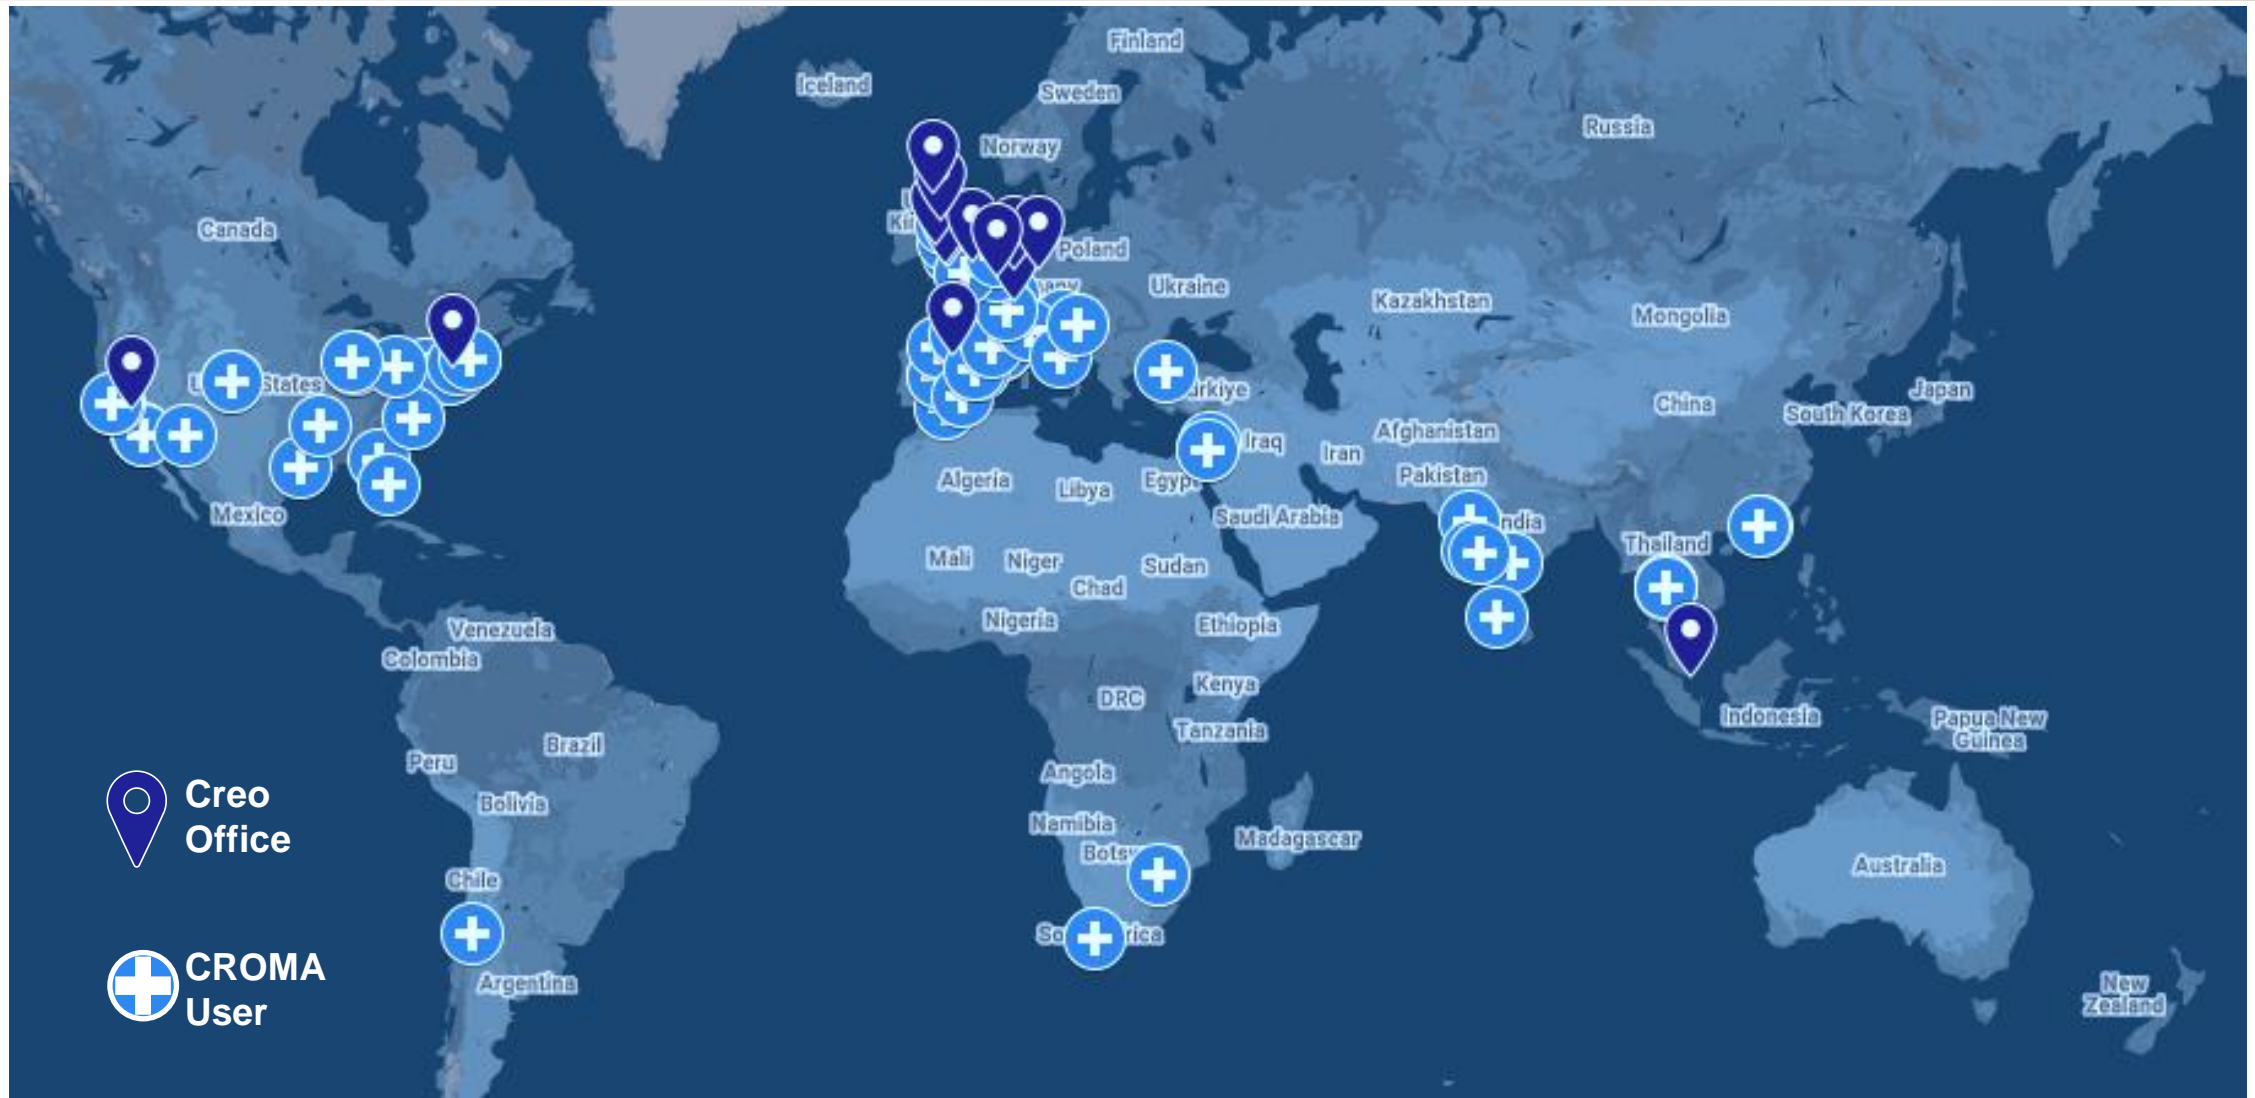 Finland
Iceland
Sweden
Russia
Norway
Canada
Poland
Ukraine
Kazakhstan
Mongolia
States
Japan
China
South Korea
Afghanistan
Iraq
Iran
Pakistan
Algeria
Libya
Mexico
Saudi Arabia
Thailand
Mali
Niger
Sudan
Chad
Nigeria
Ethiopia
Venezuela
Colombia
Kenya
DRC
Indonesia
Papua New
Guinea
Tanzania
Brazil
Peru
Angola
Bolivia
Namibia
Madagascar
Australia
Chile
Argentina
New
Zealand
Creo
Office
CROMA
User